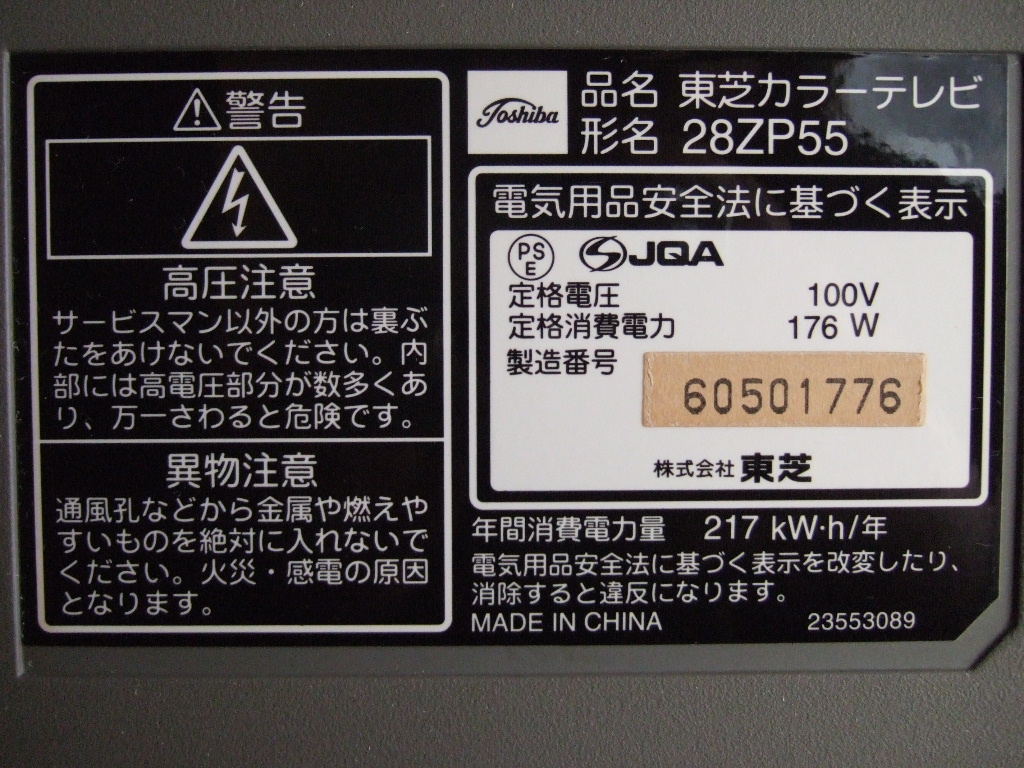 警告
高圧注意
サービスマン以外の方は裏ぶ
たをあけないでください。内
部には高電圧部分が数多くあ
り、万一さわると危険です。
異物注意
通風孔などから金属や燃えや
すいものを絶対に入れないで
ください。火災・感電の原因
となります。
Toshiba
品名 東芝カラーテレビ
形名 28ZP55
電気用品安全法に基づく表示
PS
E
JQA
定格電圧 100V
定格消費電力 176 W
製造番号 60501776
株式会社 東芝
年間消費電力量 217 kW·h/年
電気用品安全法に基づく表示を改変したり、
消除すると違反になります。
MADE IN CHINA 23553089